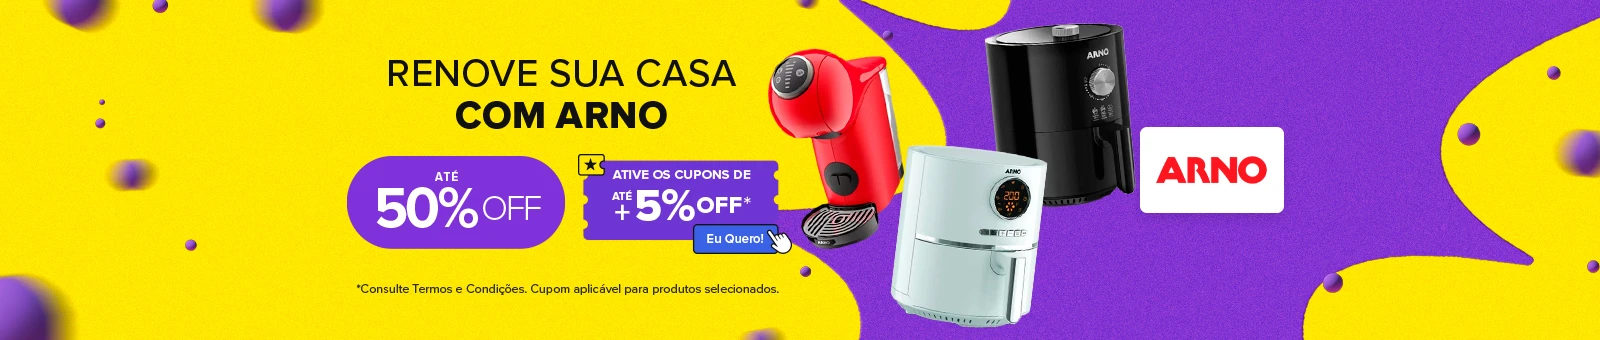 RENOVE SUA CASA
COM ARNO
ATÉ
50% OFF
ATIVE OS CUPONS DE
ATÉ
+ 5% OFF*
Eu Quero!
*Consulte Termos e Condições. Cupom aplicável para produtos selecionados.
ARNO
ARNO
200
ARNO
ARNO